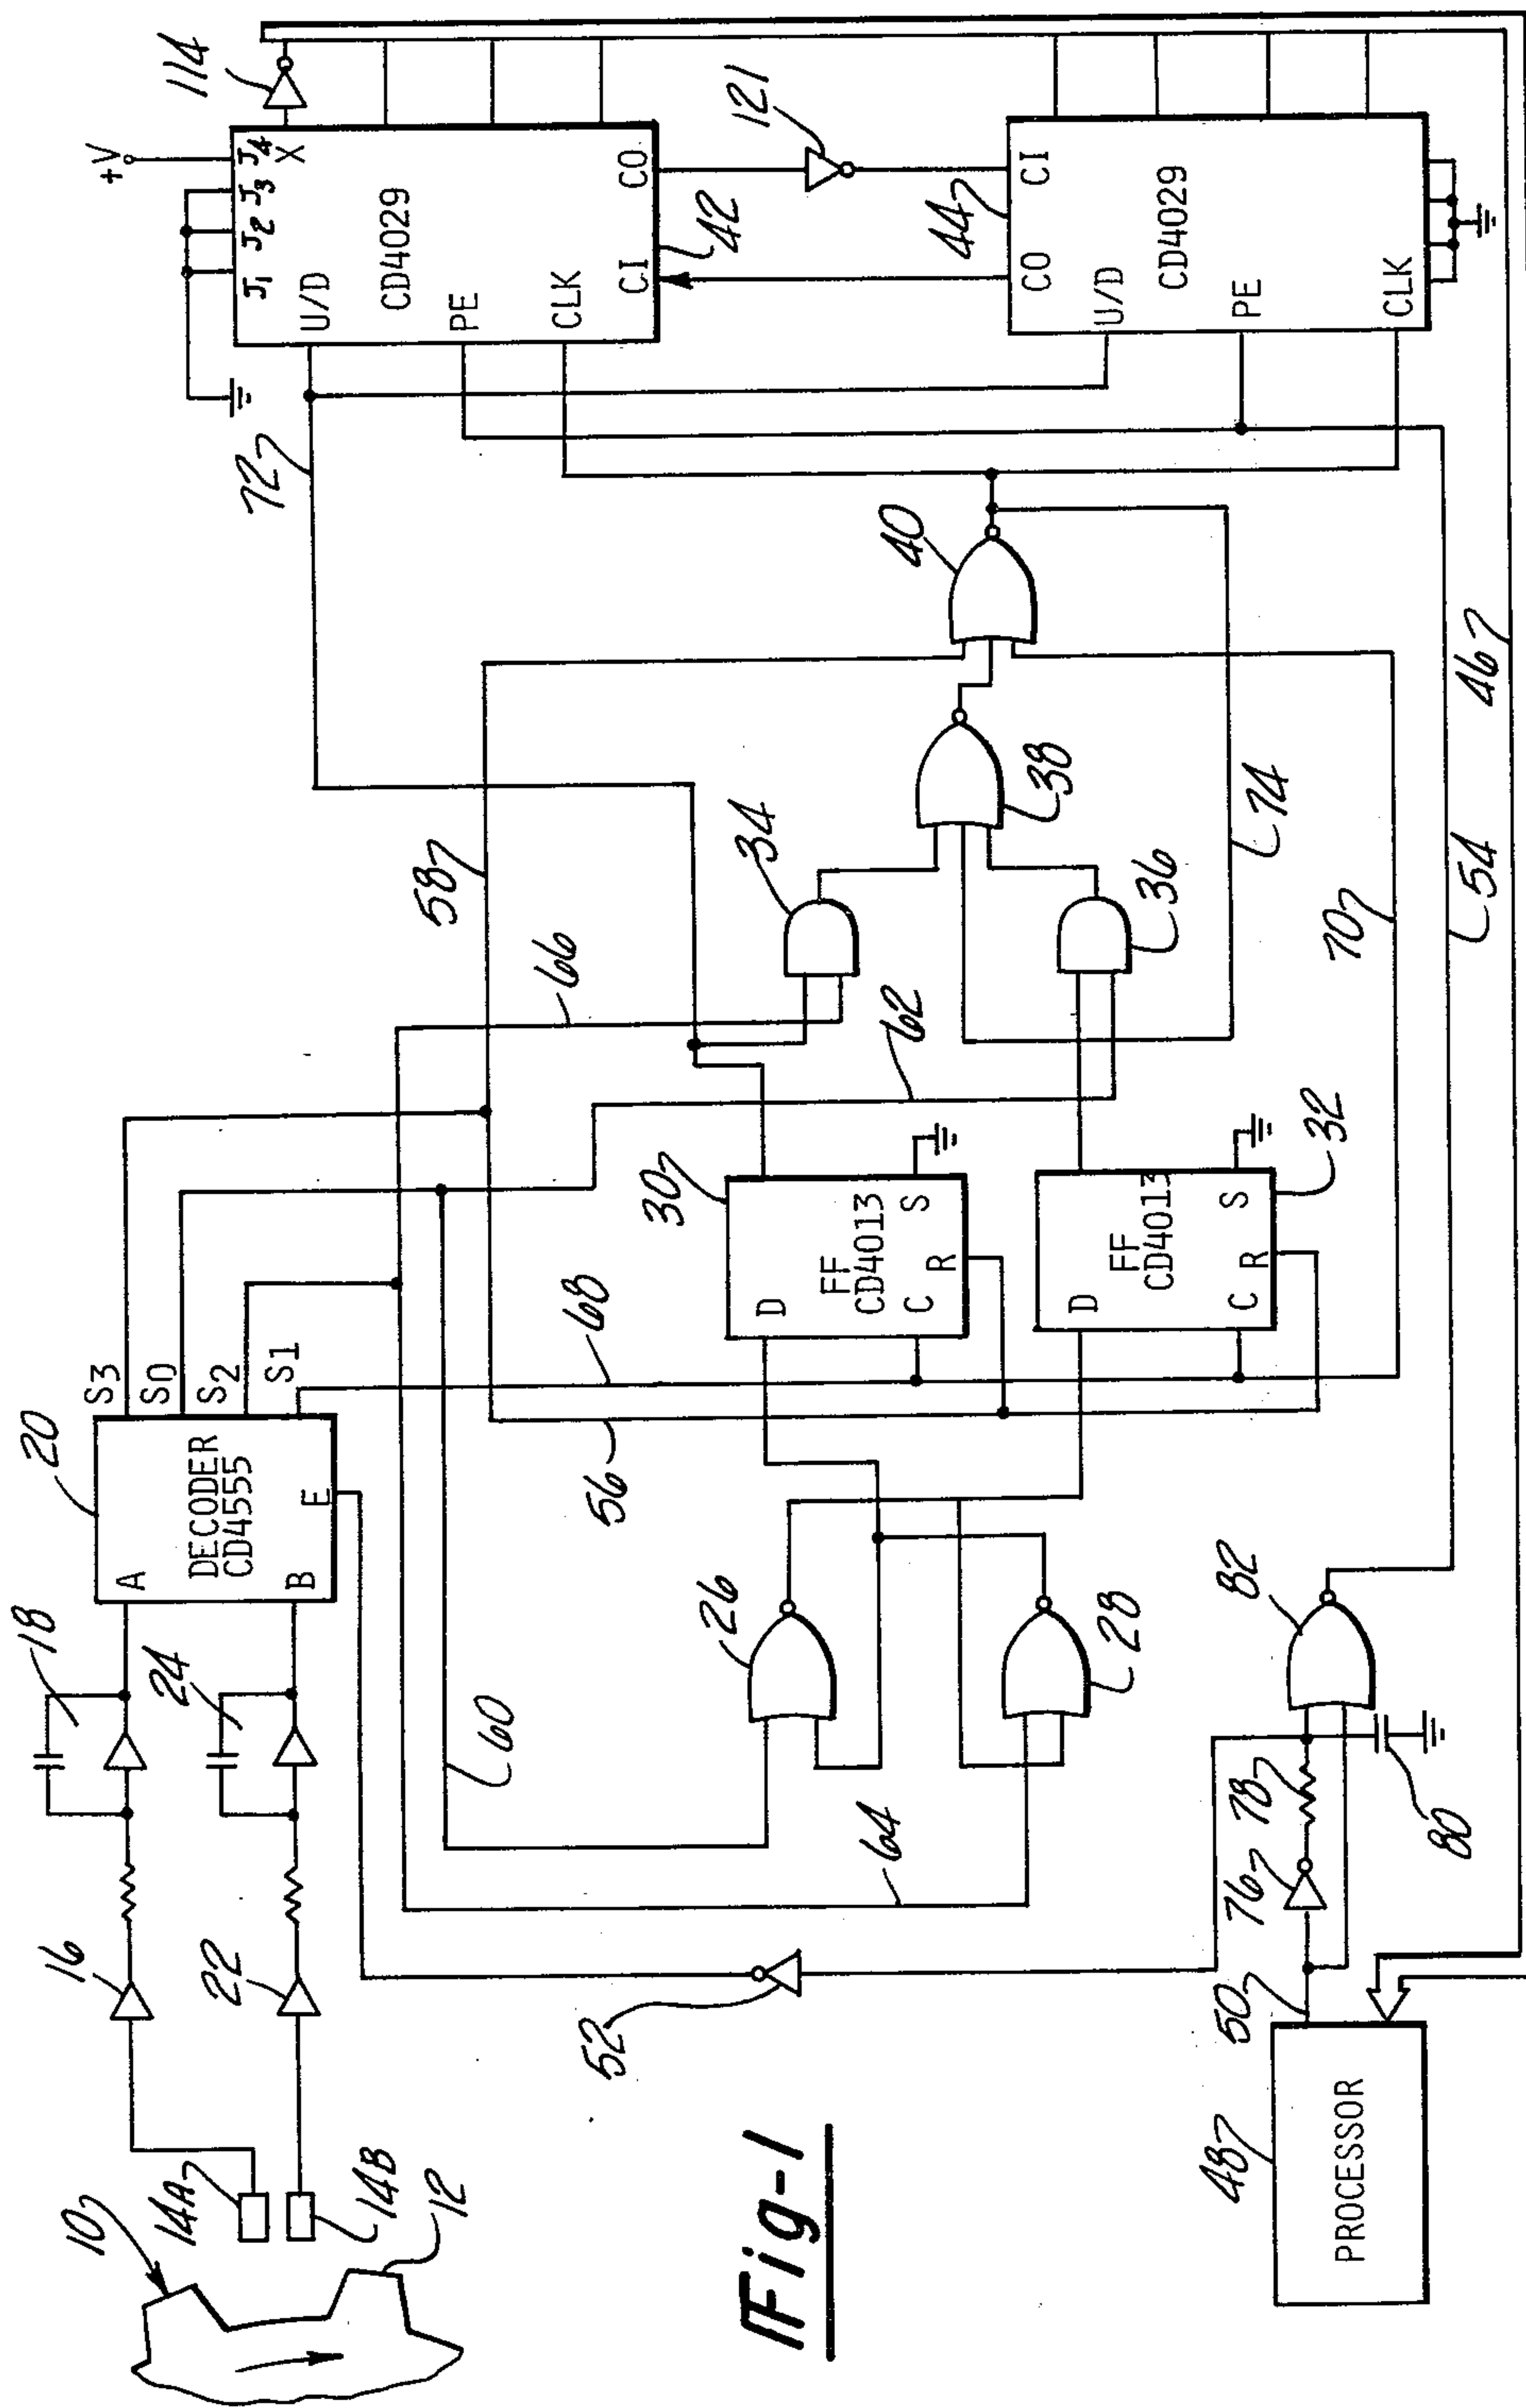 10
14A
14B
12
16
22
18
24
20
A
B
DECODER
CD4555
E
S3
S0
S2
S1
56
58
60
64
66
62
68
70
72
74
26
28
D
FF
CD4013
C
R
S
30
D
FF
CD4013
C
R
S
32
34
36
38
40
+V
J1 J2 J3 J4
X
U/D
CD4029
PE
CLK
CI
CO
42
114
121
CO
CI
U/D
CD4029
PE
CLK
44
46
54
52
48
PROCESSOR
50
76
78
80
82
Fig-1